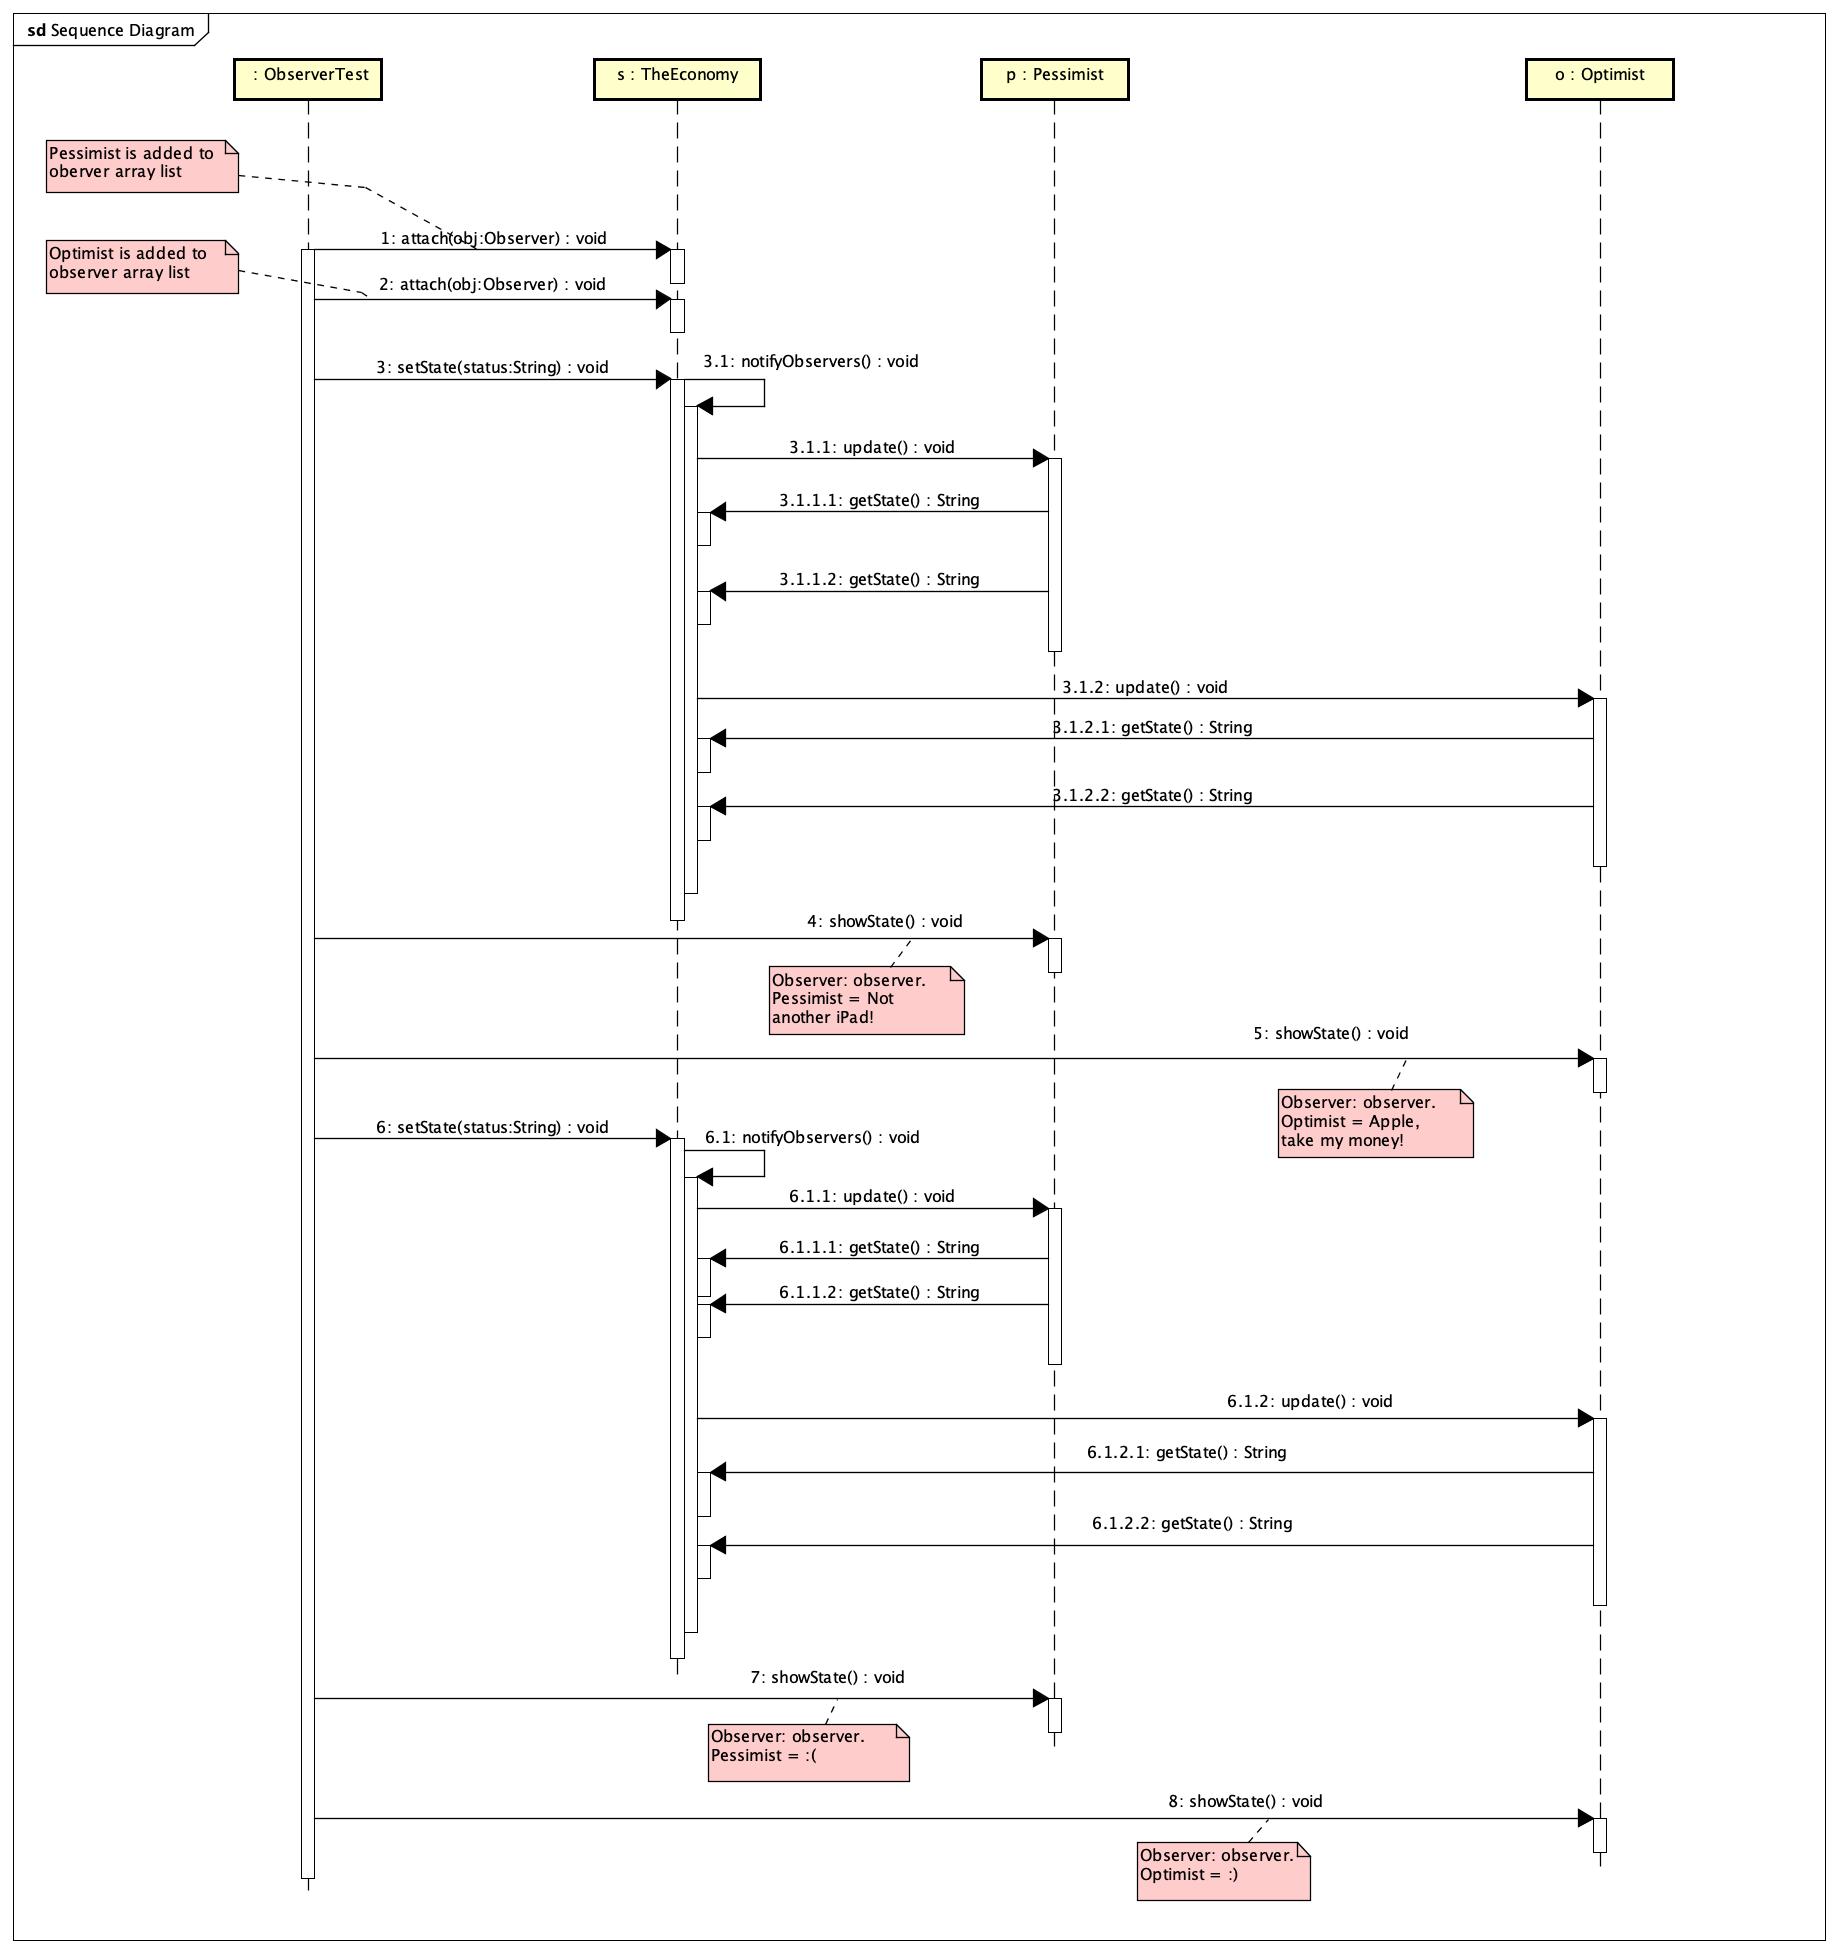 sd Sequence Diagram
: ObserverTest
s : TheEconomy
p : Pessimist
o : Optimist
Pessimist is added to
oberver array list
1: attach(obj:Observer) : void
Optimist is added to
observer array list
2: attach(obj:Observer) : void
3: setState(status:String) : void
3.1: notifyObservers() : void
3.1.1: update() : void
3.1.1.1: getState() : String
3.1.1.2: getState() : String
3.1.2: update() : void
3.1.2.1: getState() : String
3.1.2.2: getState() : String
4: showState() : void
Observer: observer.
Pessimist = Not
another iPad!
5: showState() : void
Observer: observer.
Optimist = Apple,
take my money!
6: setState(status:String) : void
6.1: notifyObservers() : void
6.1.1: update() : void
6.1.1.1: getState() : String
6.1.1.2: getState() : String
6.1.2: update() : void
6.1.2.1: getState() : String
6.1.2.2: getState() : String
7: showState() : void
Observer: observer.
Pessimist = :(
8: showState() : void
Observer: observer.
Optimist = :)